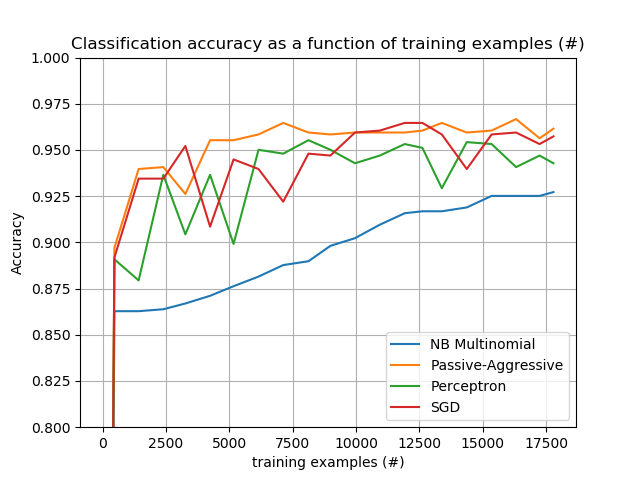 Classification accuracy as a function of training examples (#)
1.000
0.975
0.950
0.925
0.900
0.875
0.850
0.825
0.800
Accuracy
NB Multinomial
Passive-Aggressive
Perceptron
SGD
0 2500 5000 7500 10000 12500 15000 17500
training examples (#)